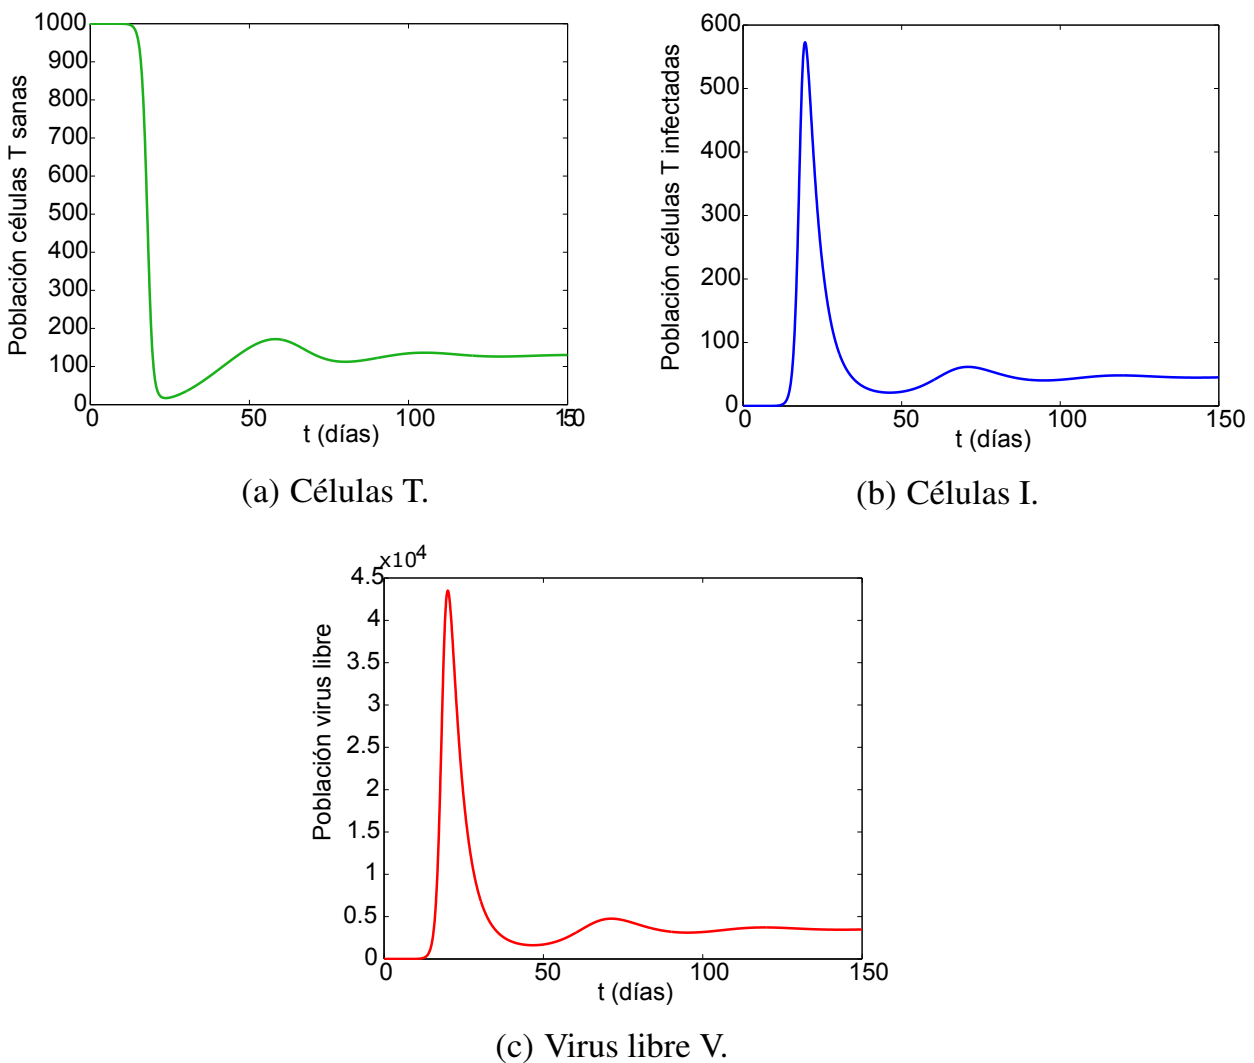 Población células T sanas
1000
900
800
700
600
500
400
300
200
100
0
0 50 100 150
t (días)
(a) Células T.
Población células T infectadas
600
500
400
300
200
100
0
0 50 100 150
t (días)
(b) Células I.
x10^4
Población virus libre
4.5
4
3.5
3
2.5
2
1.5
1
0.5
0
0 50 100 150
t (días)
(c) Virus libre V.